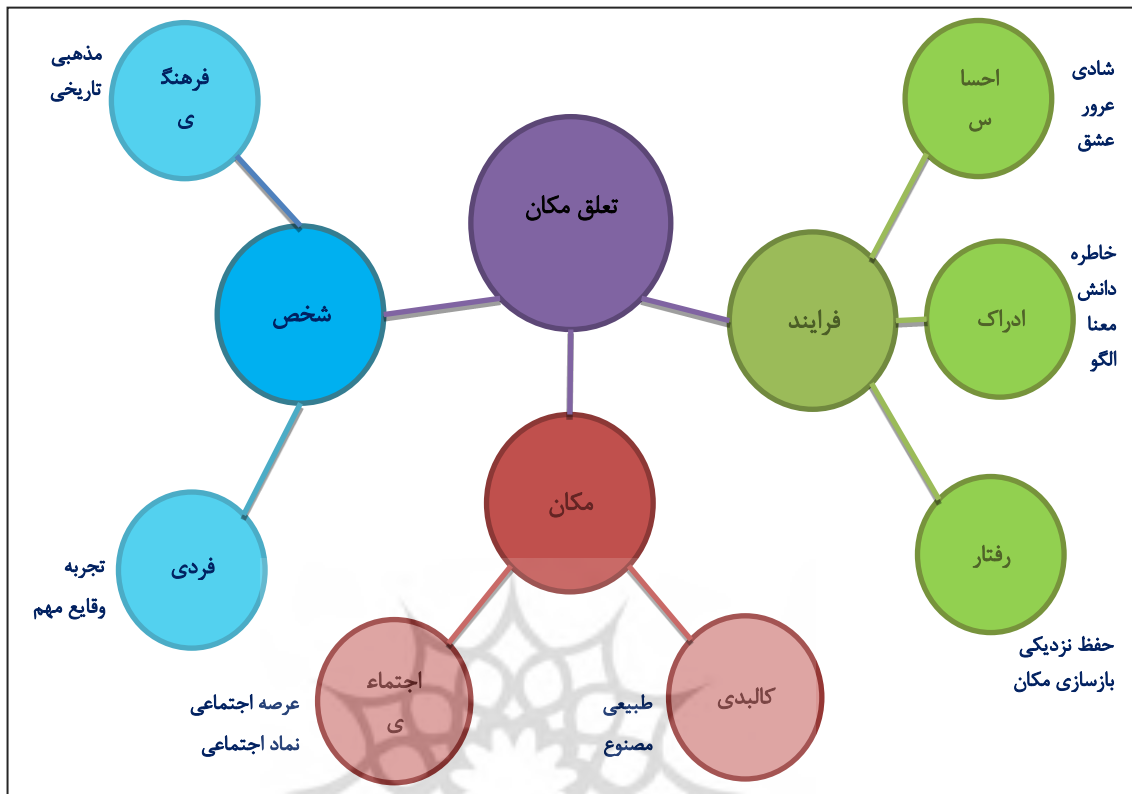 مذهبی
تاریخی
فرهنگ
ی
احسا
س
شادی
عرور
عشق
تعلق مکان
شخص
فرایند
ادراک
خاطره
دانش
معنا
الگو
مکان
فردی
تجربه
وقایع مهم
رفتار
حفظ نزدیکی
بازسازی مکان
اجتماء
ی
عرصه اجتماعی
نماد اجتماعی
کالبدی
طبیعی
مصنوع